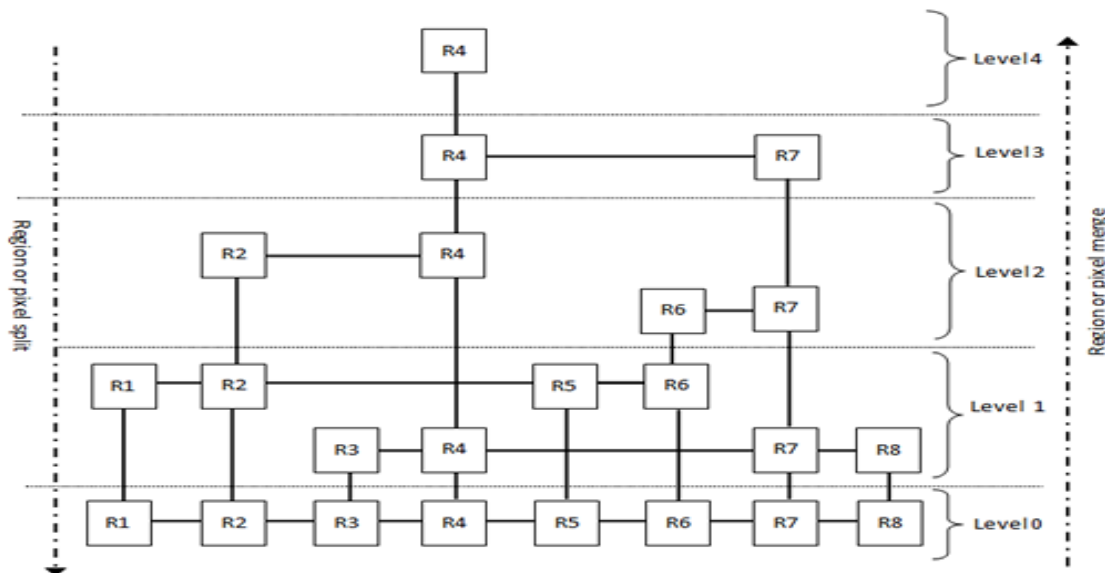 R4
Level4
R4
R7
Level3
R2
R4
Level2
R6
R7
R1
R2
R5
R6
Level 1
R3
R4
R7
R8
R1
R2
R3
R4
R5
R6
R7
R8
Level0
Region or pixel split
Region or pixel merge